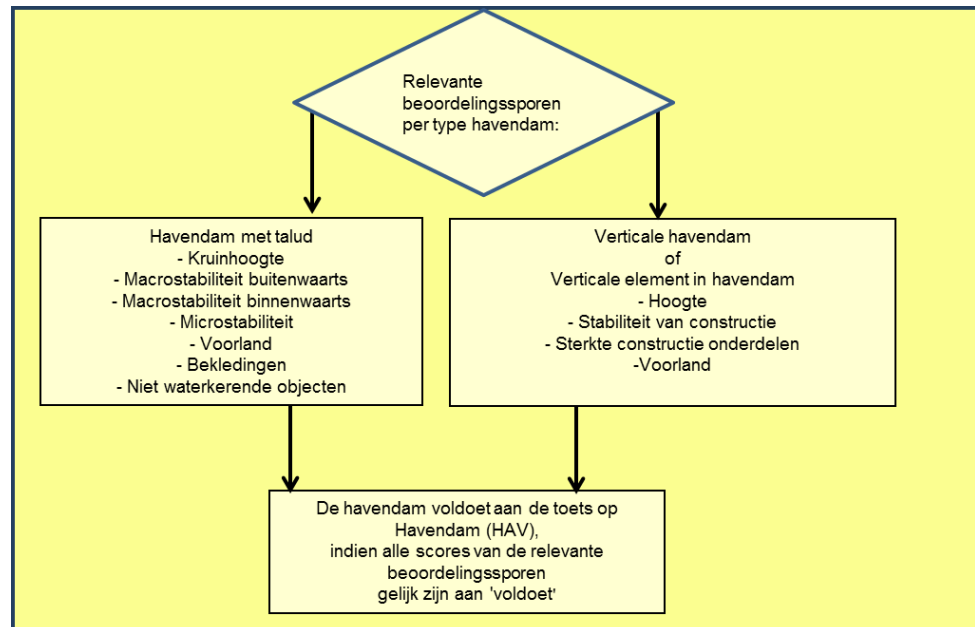 Relevante
beoordelingssporen
per type havendam:
Havendam met talud
- Kruinhoogte
- Macrostabiliteit buitenwaarts
- Macrostabiliteit binnenwaarts
- Microstabiliteit
- Voorland
- Bekledingen
- Niet waterkerende objecten
Verticale havendam
of
Verticale element in havendam
- Hoogte
- Stabiliteit van constructie
- Sterkte constructie onderdelen
-Voorland
De havendam voldoet aan de toets op
Havendam (HAV),
indien alle scores van de relevante
beoordelingssporen
gelijk zijn aan 'voldoet'